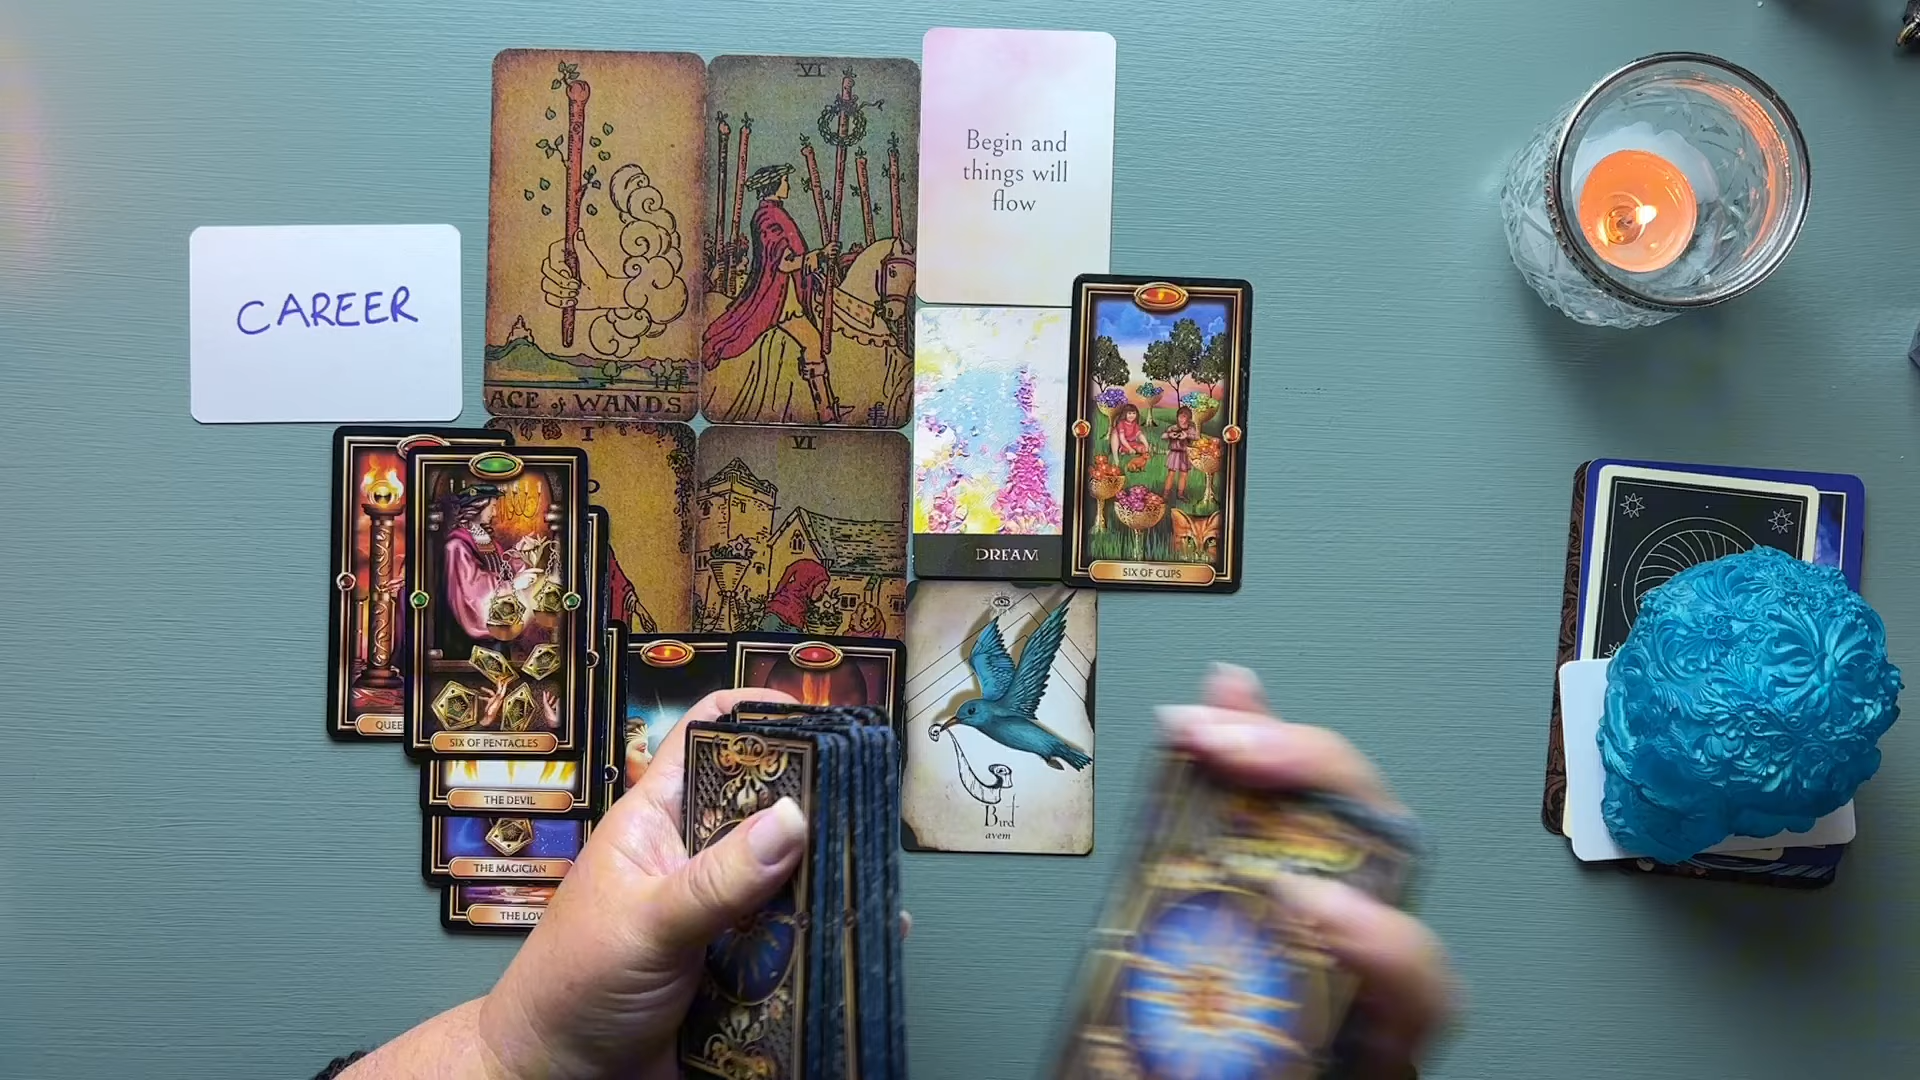 CAREER
ACE of WANDS
VI
Begin and
things will
flow
DREAM
SIX OF CUPS
I
VI
SIX OF PENTACLES
THE DEVIL
THE MAGICIAN
Bird
avem